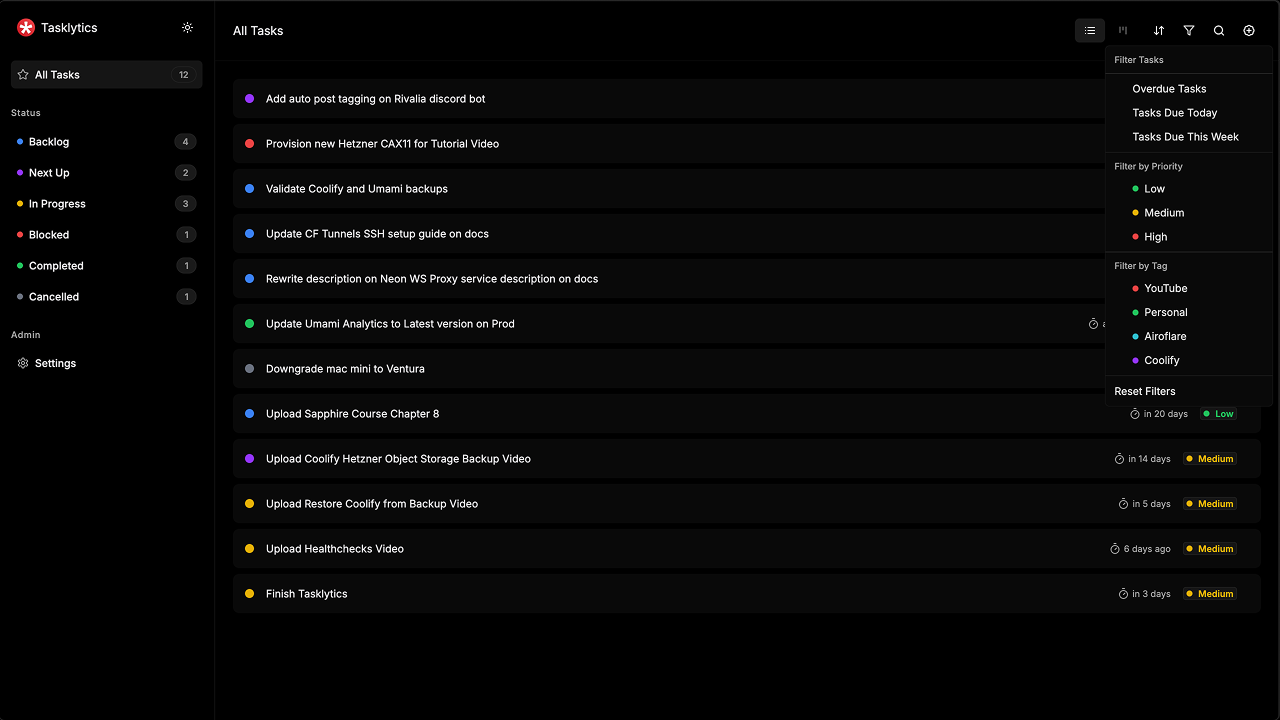 Tasklytics
All Tasks 12
Status
Backlog 4
Next Up 2
In Progress 3
Blocked 1
Completed 1
Cancelled 1
Admin
Settings
All Tasks
Add auto post tagging on Rivalia discord bot
Provision new Hetzner CAX11 for Tutorial Video
Validate Coolify and Umami backups
Update CF Tunnels SSH setup guide on docs
Rewrite description on Neon WS Proxy service description on docs
Update Umami Analytics to Latest version on Prod
Downgrade mac mini to Ventura
Upload Sapphire Course Chapter 8 in 20 days Low
Upload Coolify Hetzner Object Storage Backup Video in 14 days Medium
Upload Restore Coolify from Backup Video in 5 days Medium
Upload Healthchecks Video 6 days ago Medium
Finish Tasklytics in 3 days Medium
Filter Tasks
Overdue Tasks
Tasks Due Today
Tasks Due This Week
Filter by Priority
Low
Medium
High
Filter by Tag
YouTube
Personal
Airoflare
Coolify
Reset Filters